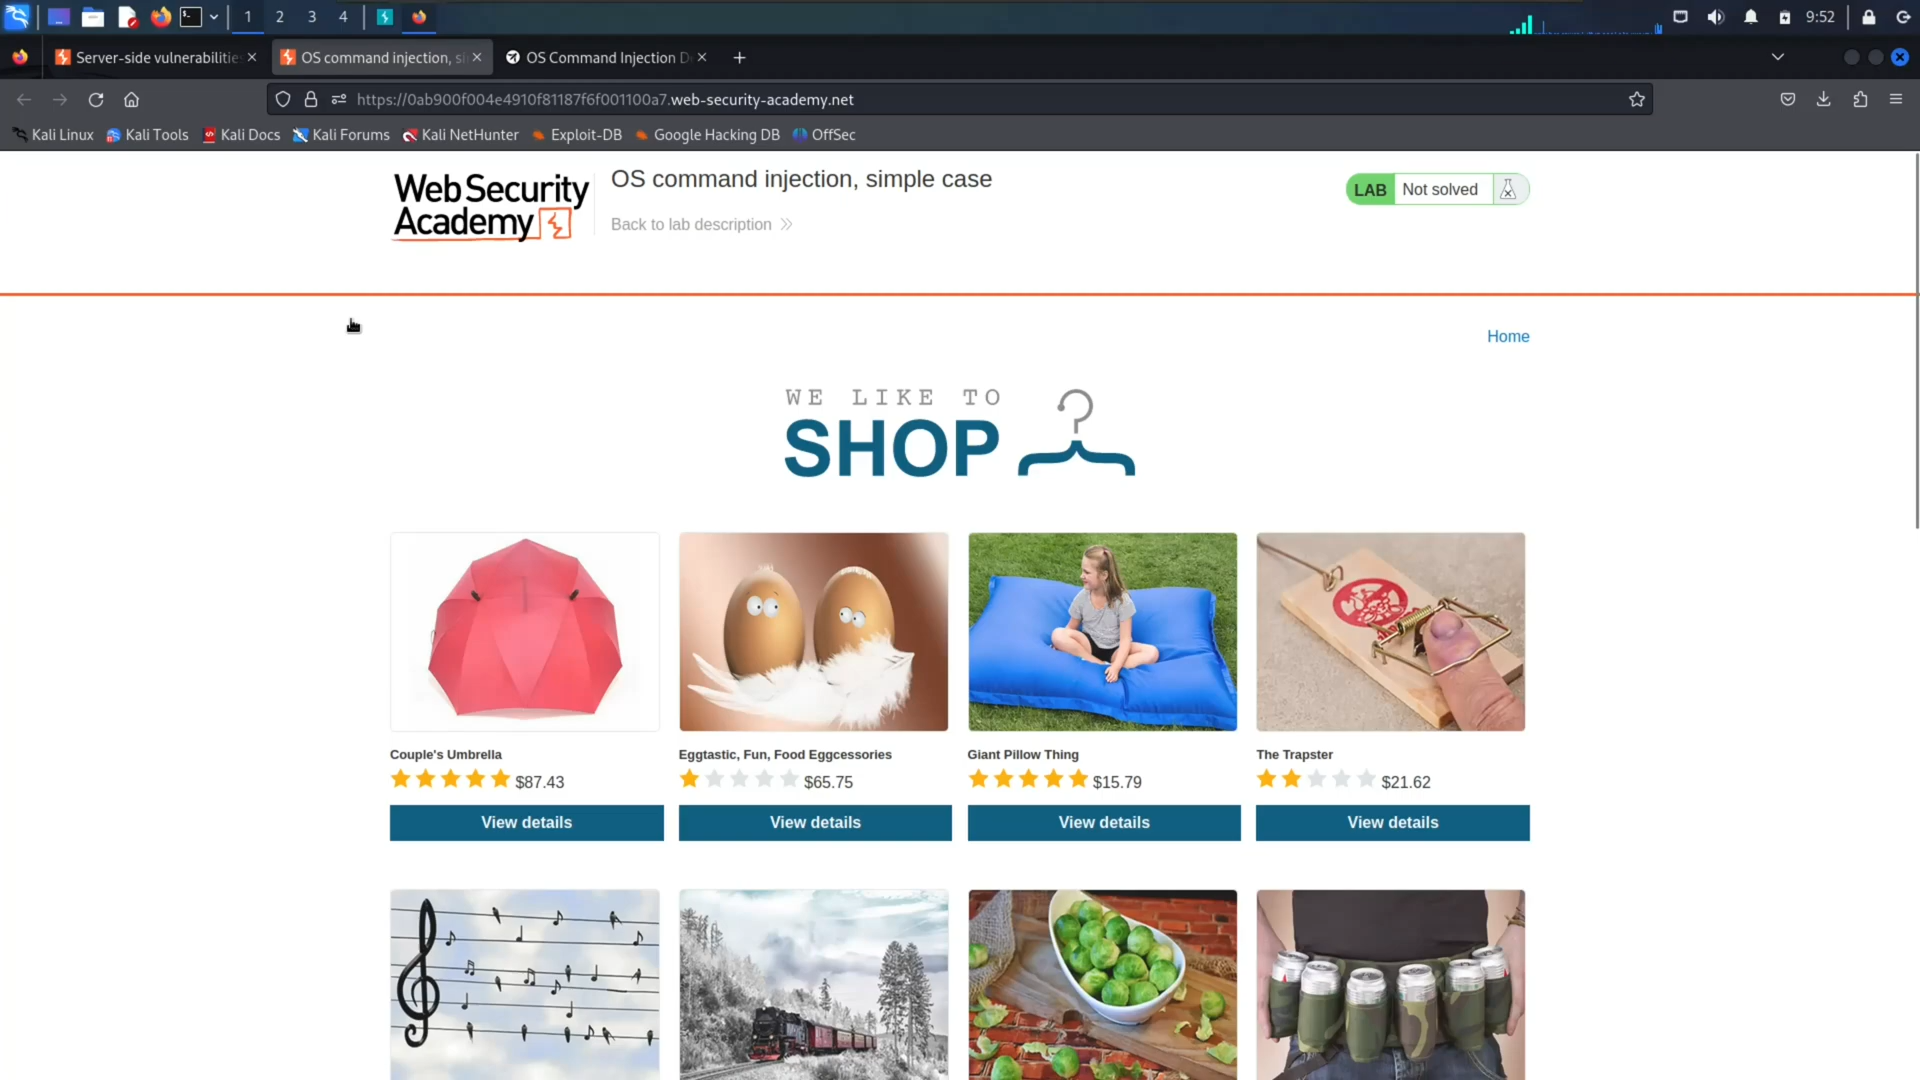 1 2 3 4 9:52
Server-side vulnerabilities OS command injection, si OS Command Injection D
https://0ab900f004e4910f81187f6f001100a7.web-security-academy.net
Kali Linux Kali Tools Kali Docs Kali Forums Kali NetHunter Exploit-DB Google Hacking DB OffSec
Web Security
Academy
OS command injection, simple case
Back to lab description
LAB Not solved
Home
WE LIKE TO
SHOP
Couple's Umbrella Eggtastic, Fun, Food Eggcessories Giant Pillow Thing The Trapster
$87.43 $65.75 $15.79 $21.62
View details View details View details View details